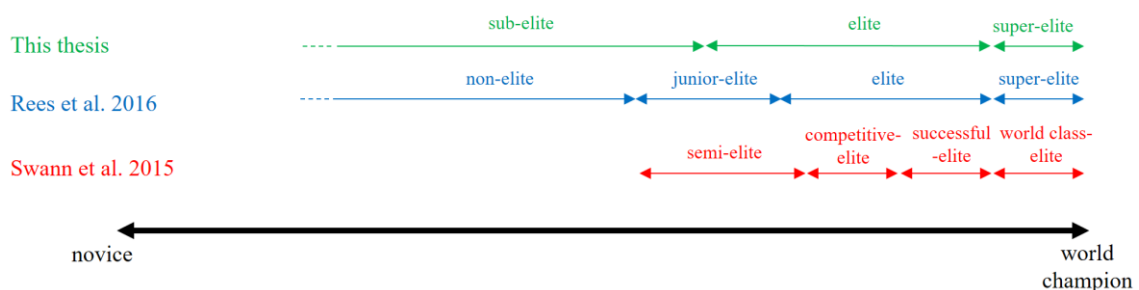 sub-elite elite super-elite
This thesis
non-elite junior-elite elite super-elite
Rees et al. 2016
competitive- successful world class-
semi-elite elite -elite elite
Swann et al. 2015
novice world
champion